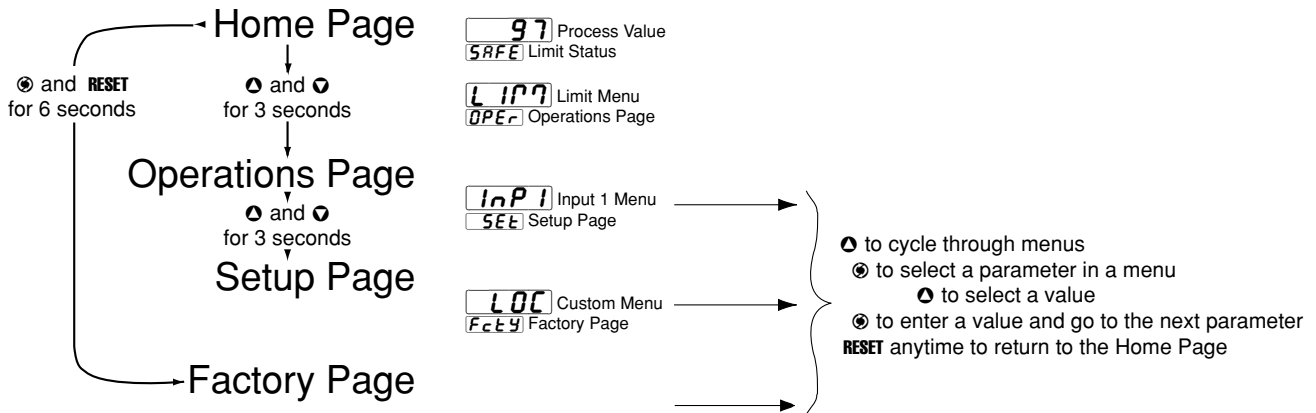 Home Page
and RESET
for 6 seconds
and
for 3 seconds
Operations Page
and
for 3 seconds
Setup Page
Factory Page
97 Process Value
SAFE Limit Status
LIM Limit Menu
OPEr Operations Page
InP1 Input 1 Menu
SEt Setup Page
LOC Custom Menu
FctY Factory Page
to cycle through menus
to select a parameter in a menu
to select a value
to enter a value and go to the next parameter
RESET anytime to return to the Home Page